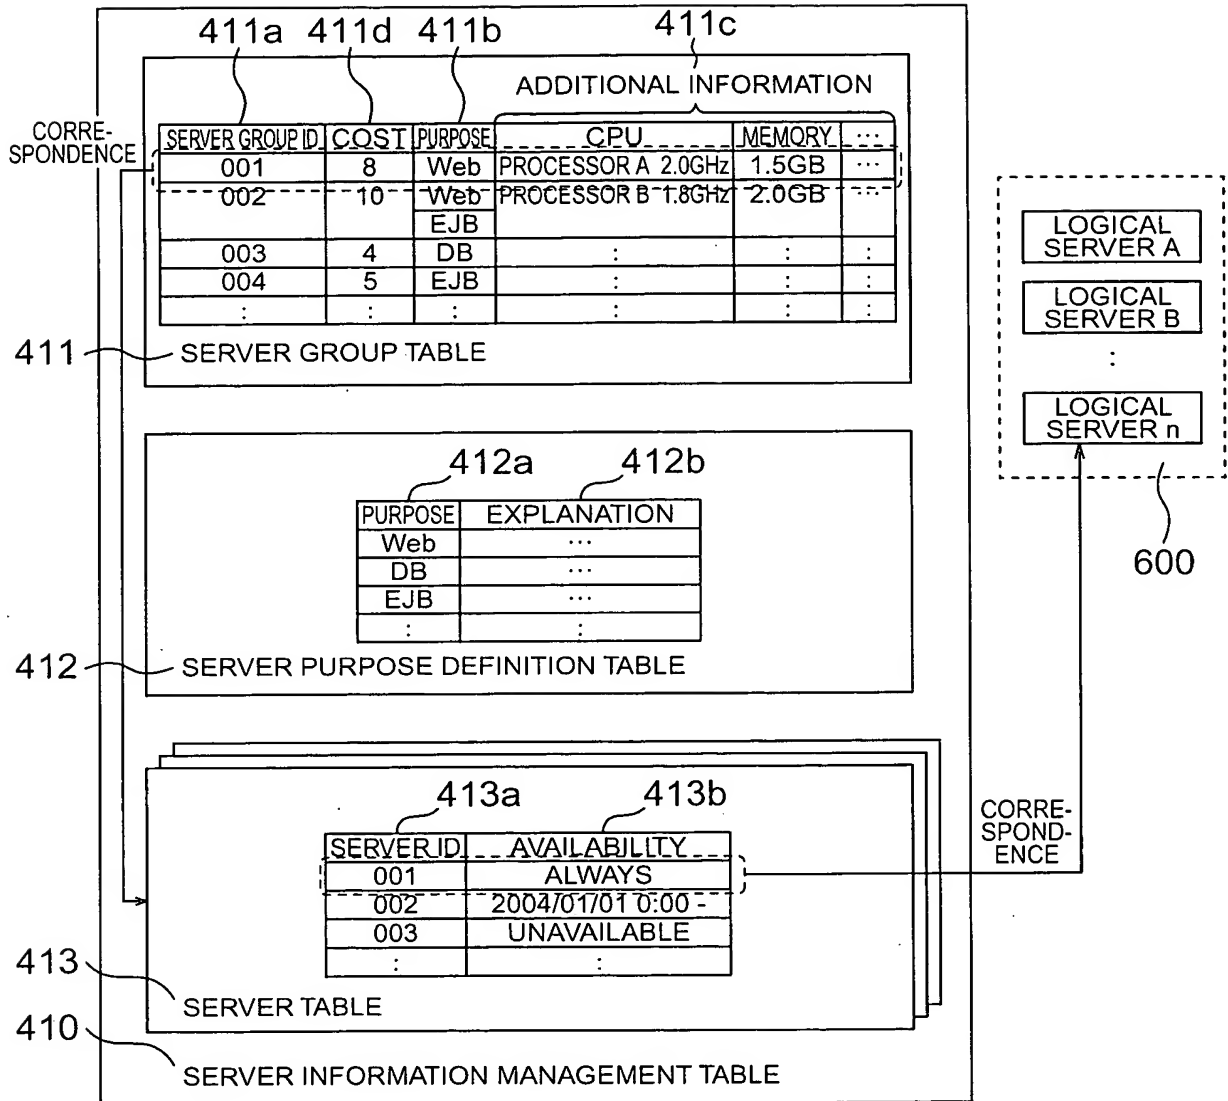 411a 411d 411b 411c
ADDITIONAL INFORMATION
CORRE-
SPONDENCE
SERVER GROUP ID COST PURPOSE CPU MEMORY ...
001 8 Web PROCESSOR A 2.0GHz 1.5GB ...
002 10 Web PROCESSOR B 1.8GHz 2.0GB ...
EJB
003 4 DB : : :
004 5 EJB : : :
: : : : : :
411 SERVER GROUP TABLE
LOGICAL
SERVER A
LOGICAL
SERVER B
:
LOGICAL
SERVER n
600
412a 412b
PURPOSE EXPLANATION
Web ...
DB ...
EJB ...
: :
412 SERVER PURPOSE DEFINITION TABLE
413a 413b
SERVER ID AVAILABILITY
001 ALWAYS
002 2004/01/01 0:00 -
003 UNAVAILABLE
: :
CORRE-
SPOND-
ENCE
413 SERVER TABLE
410 SERVER INFORMATION MANAGEMENT TABLE